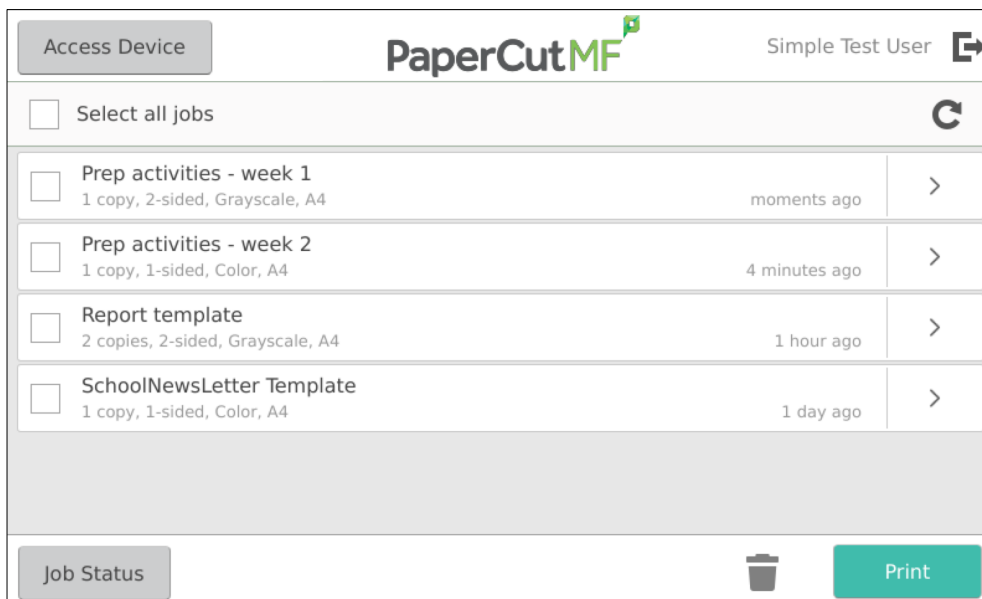 Access Device
PaperCutMF
Simple Test User
Select all jobs
Prep activities - week 1
1 copy, 2-sided, Grayscale, A4
moments ago
Prep activities - week 2
1 copy, 1-sided, Color, A4
4 minutes ago
Report template
2 copies, 2-sided, Grayscale, A4
1 hour ago
SchoolNewsLetter Template
1 copy, 1-sided, Color, A4
1 day ago
Job Status
Print